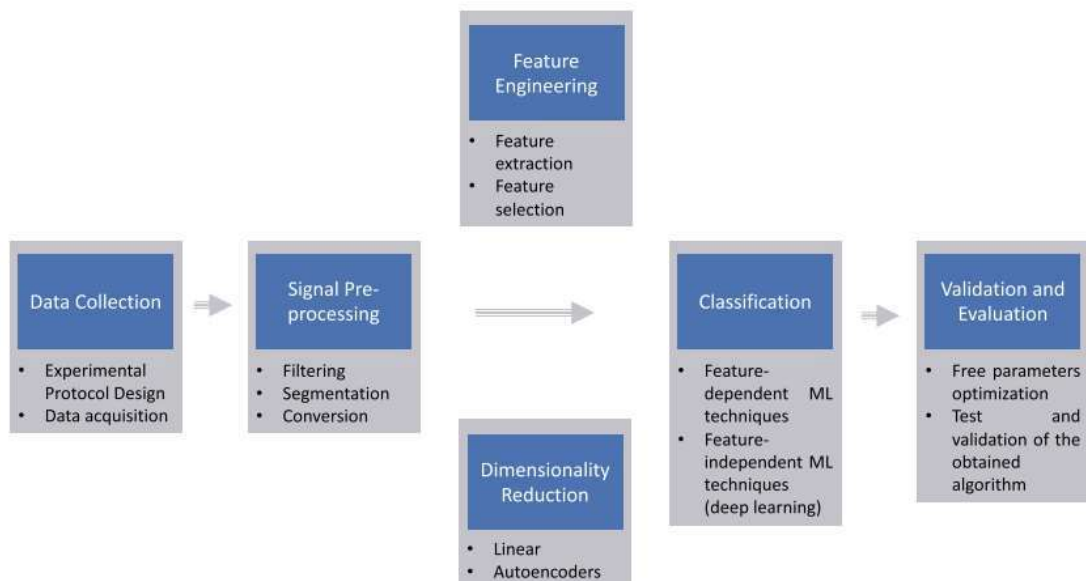 Feature
Engineering
• Feature
extraction
• Feature
selection
Data Collection
• Experimental
Protocol Design
• Data acquisition
Signal Pre-
processing
• Filtering
• Segmentation
• Conversion
Dimensionality
Reduction
• Linear
• Autoencoders
Classification
• Feature-
dependent ML
techniques
• Feature-
independent ML
techniques
(deep learning)
Validation and
Evaluation
• Free parameters
optimization
• Test and
validation of the
obtained
algorithm